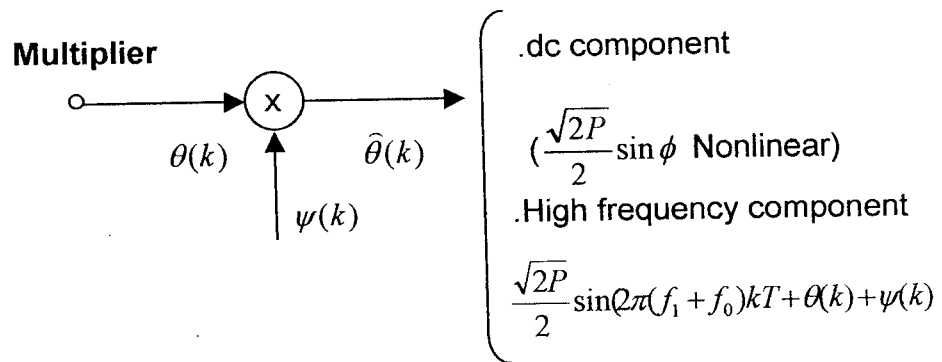 Multiplier
x
θ(k)
θ̂(k)
ψ(k)
.dc component
(√2P/2 sin φ Nonlinear)
.High frequency component
√2P/2 sin(2π(f₁ + f₀)kT + θ(k) + ψ(k)